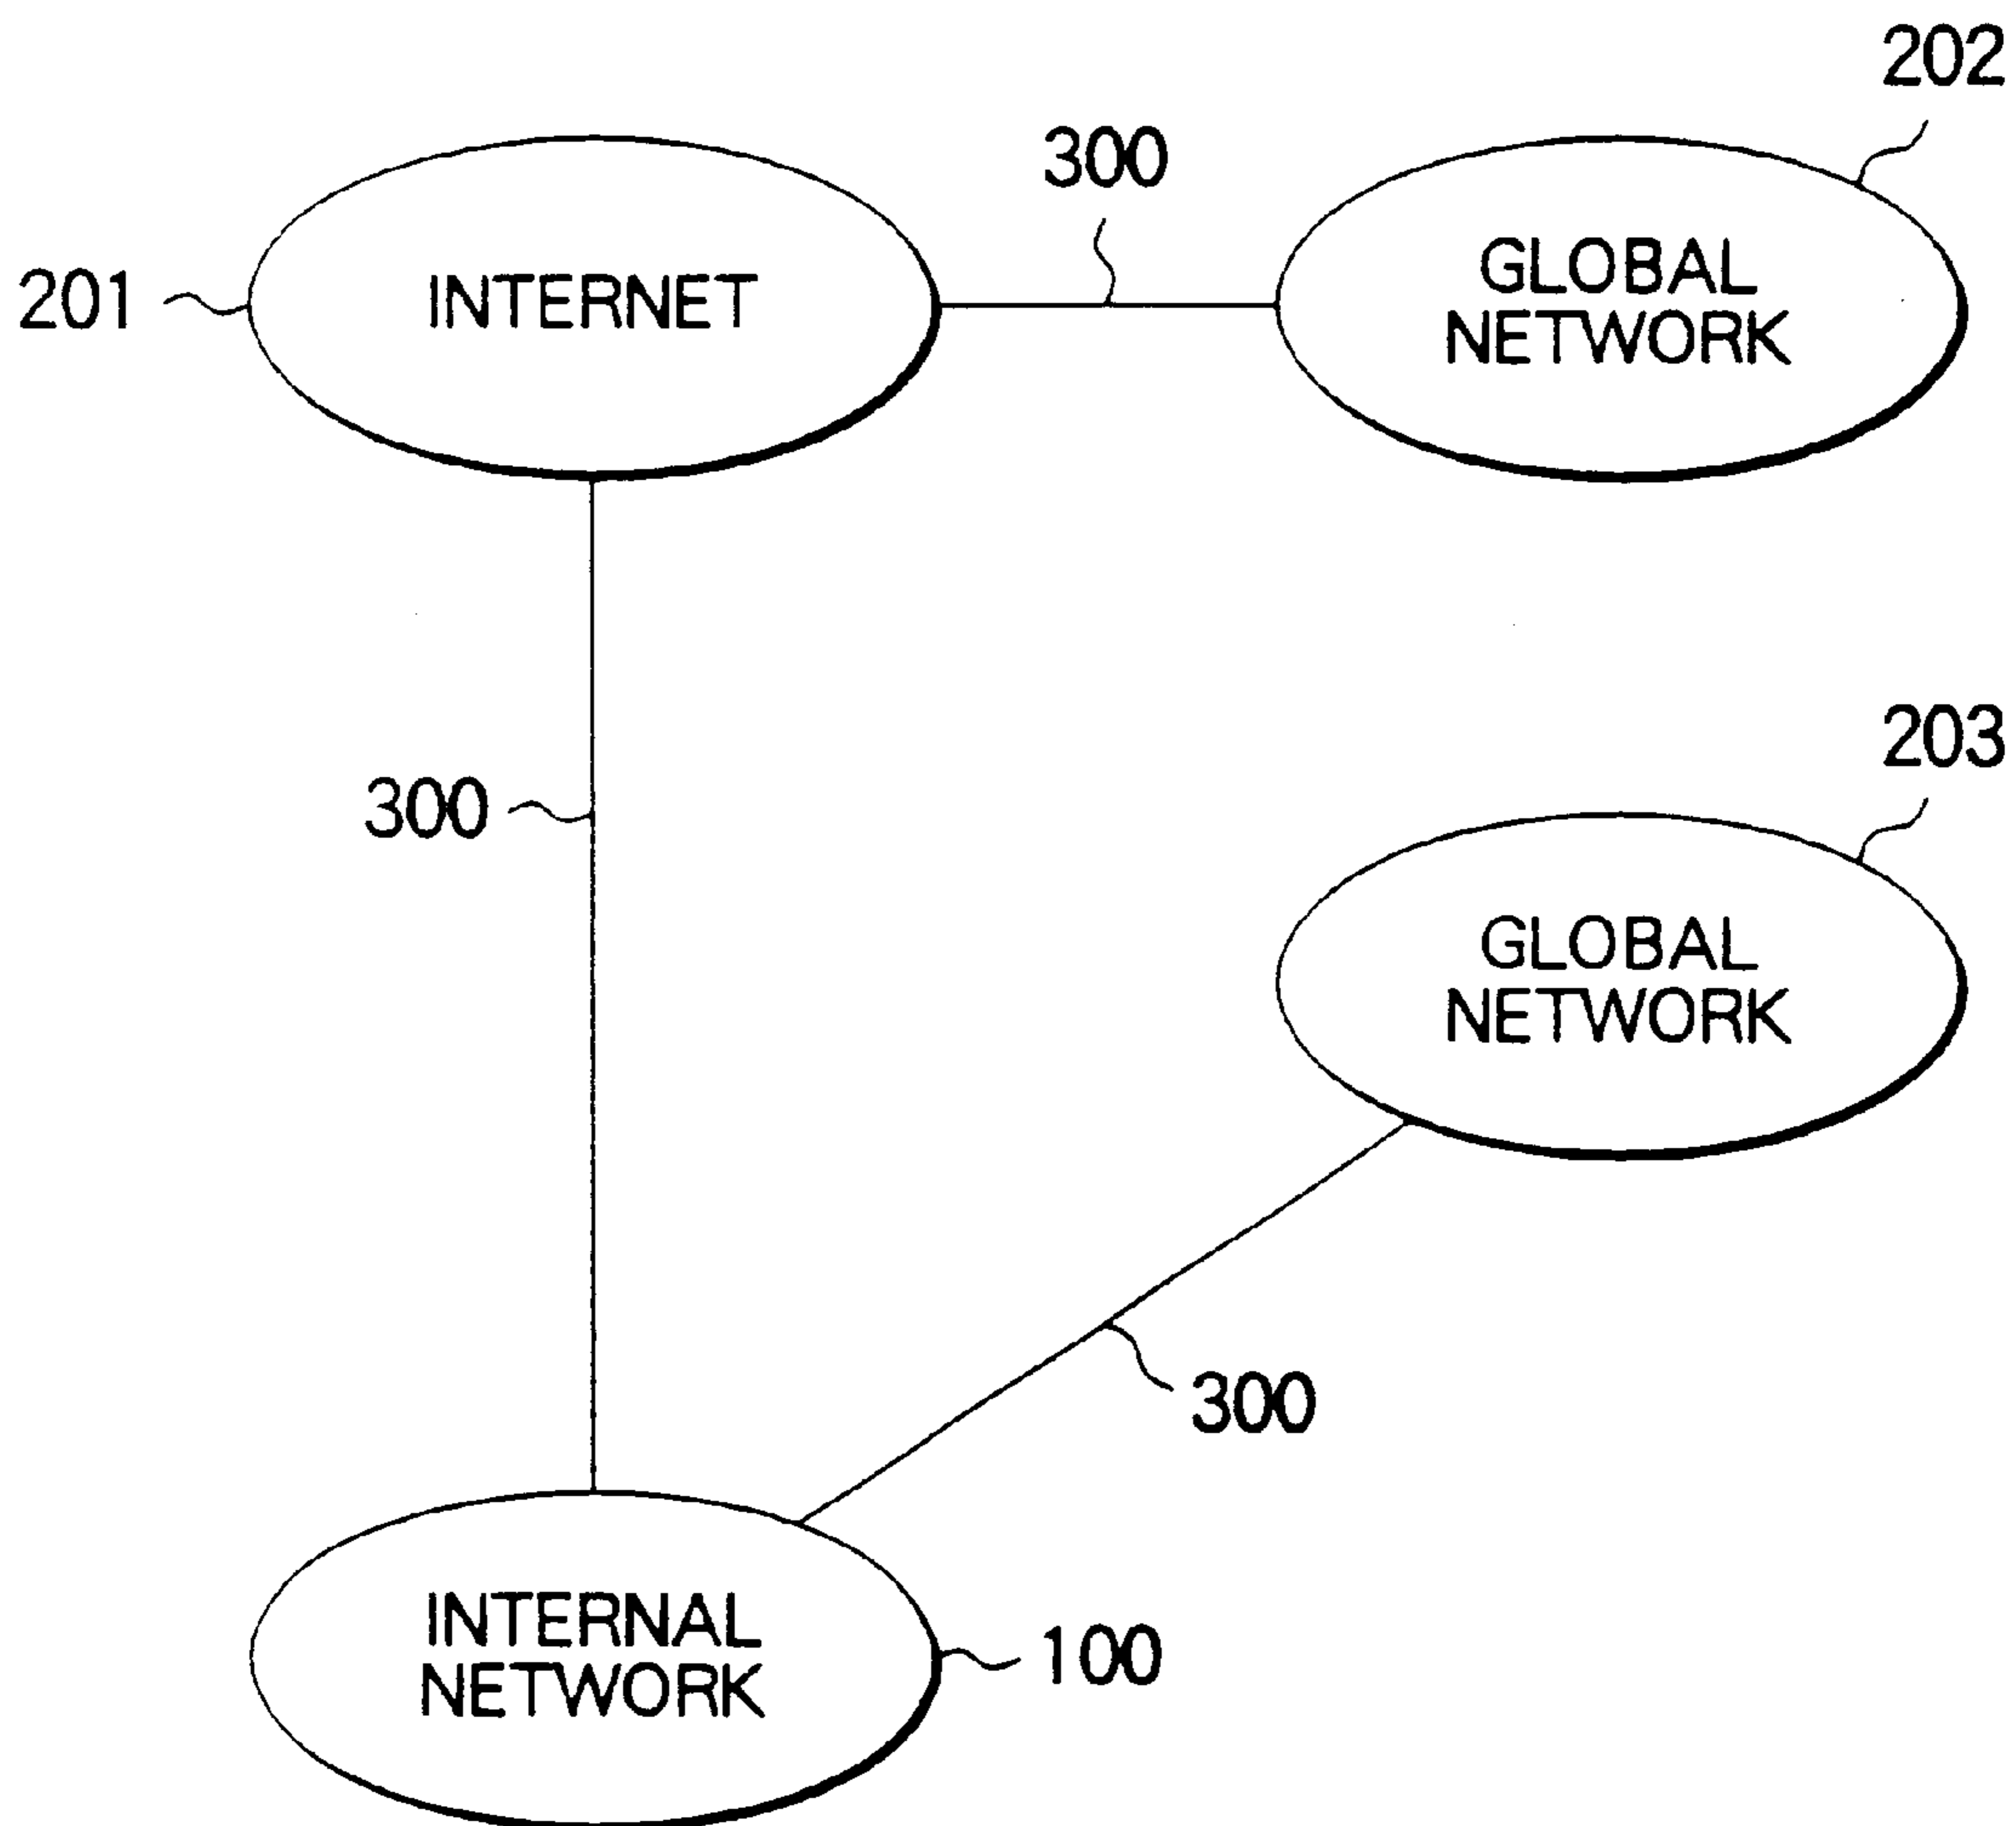 202
300
201
INTERNET
GLOBAL
NETWORK
203
300
GLOBAL
NETWORK
300
INTERNAL
NETWORK
100